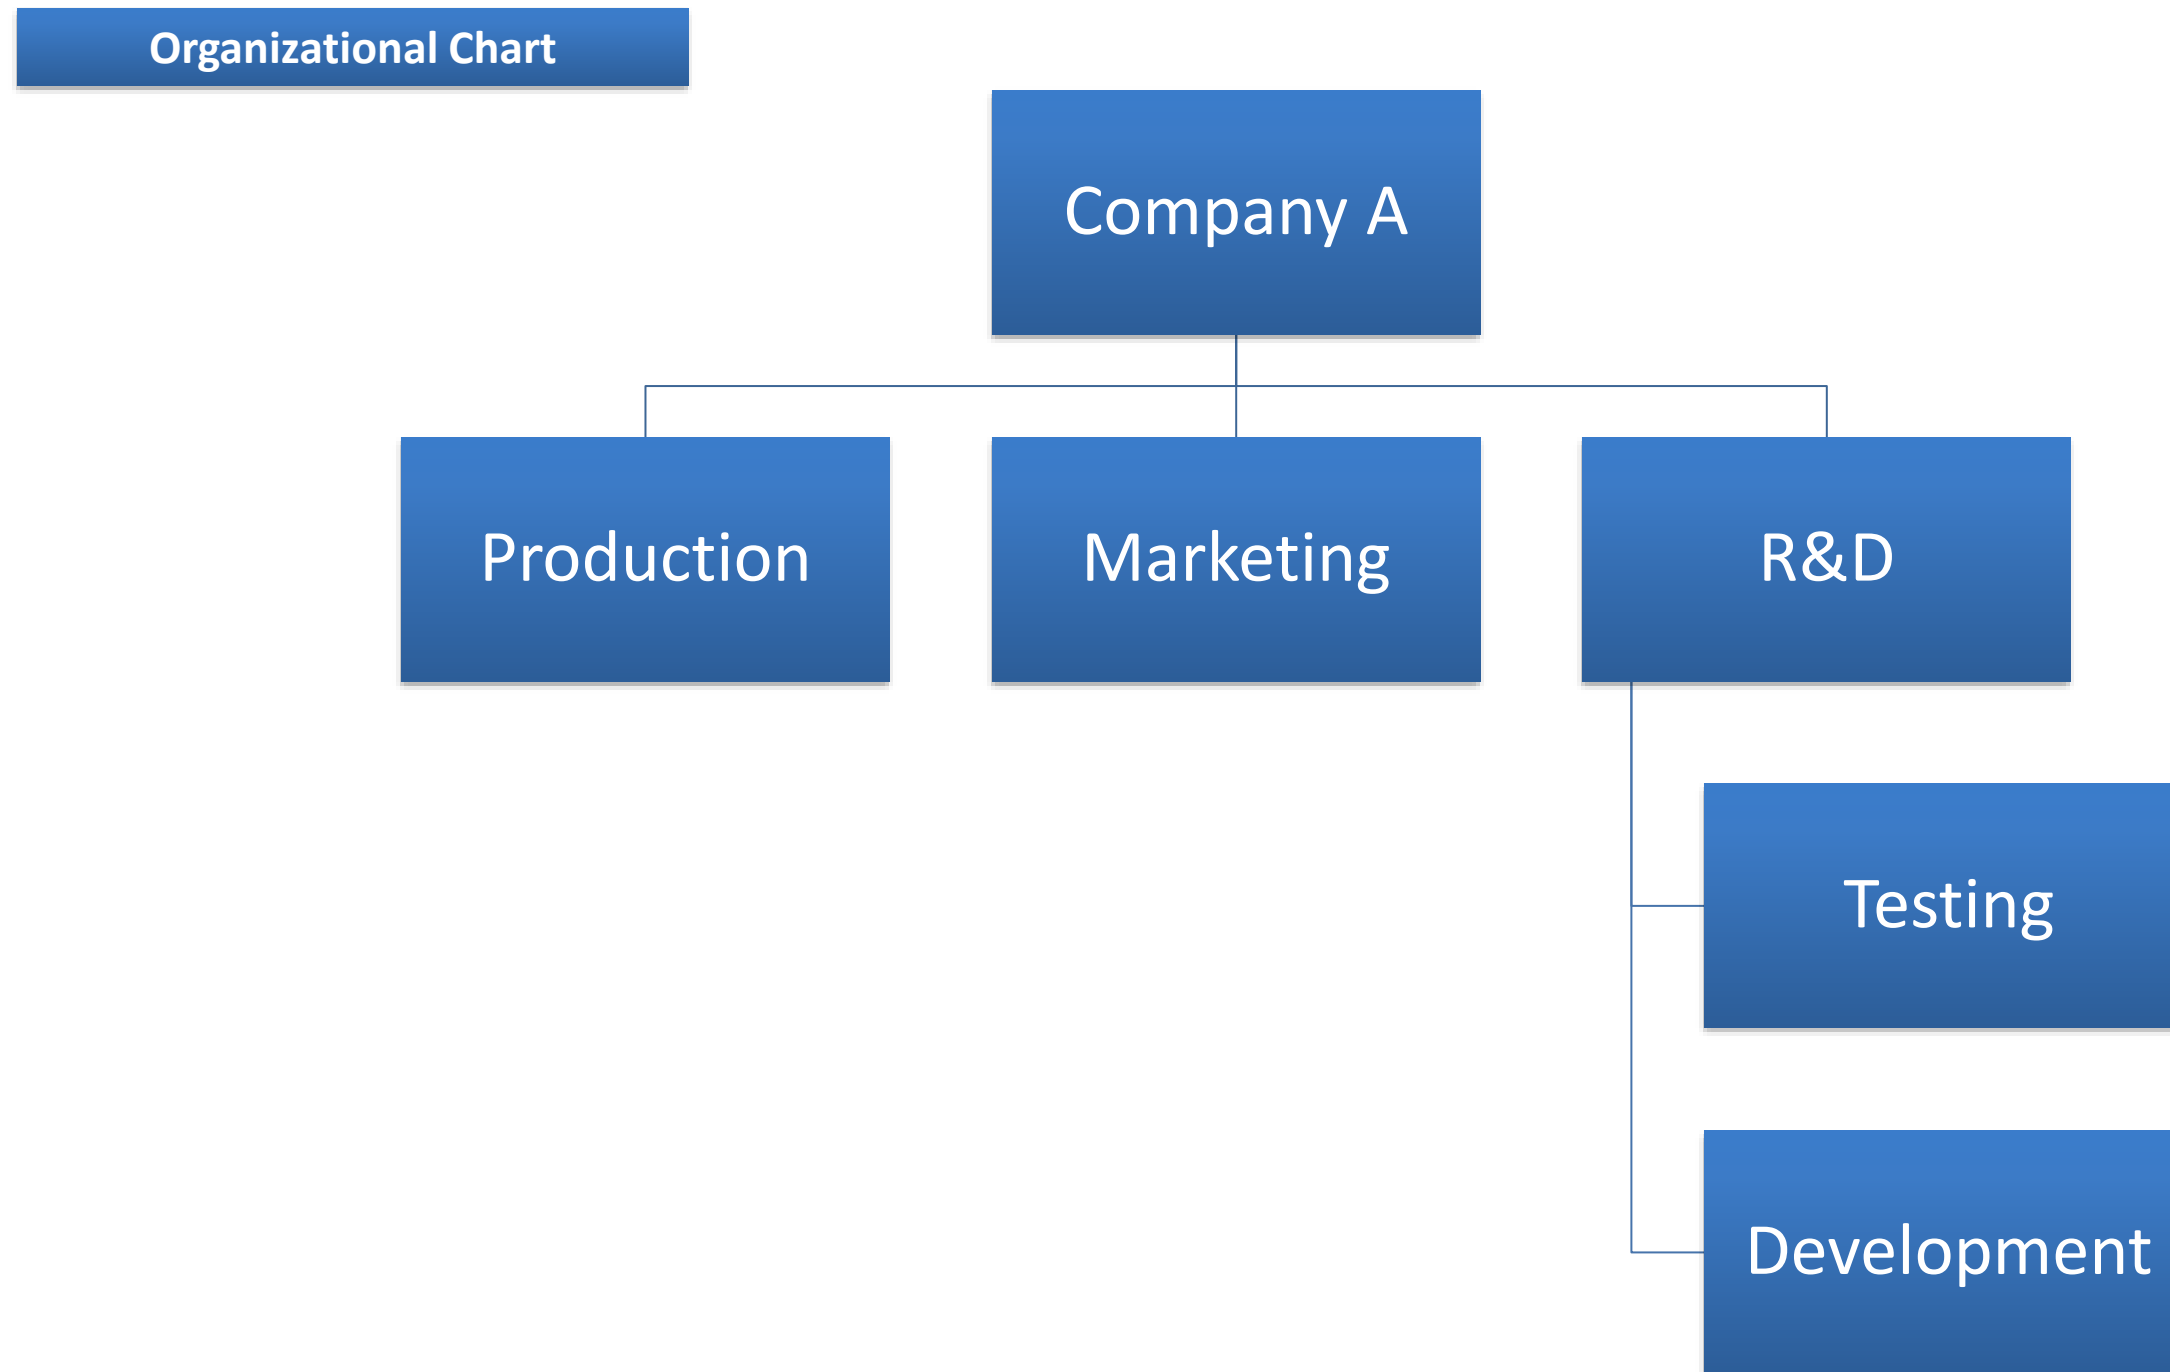 Organizational Chart
Company A
Production
Marketing
R&D
Testing
Development